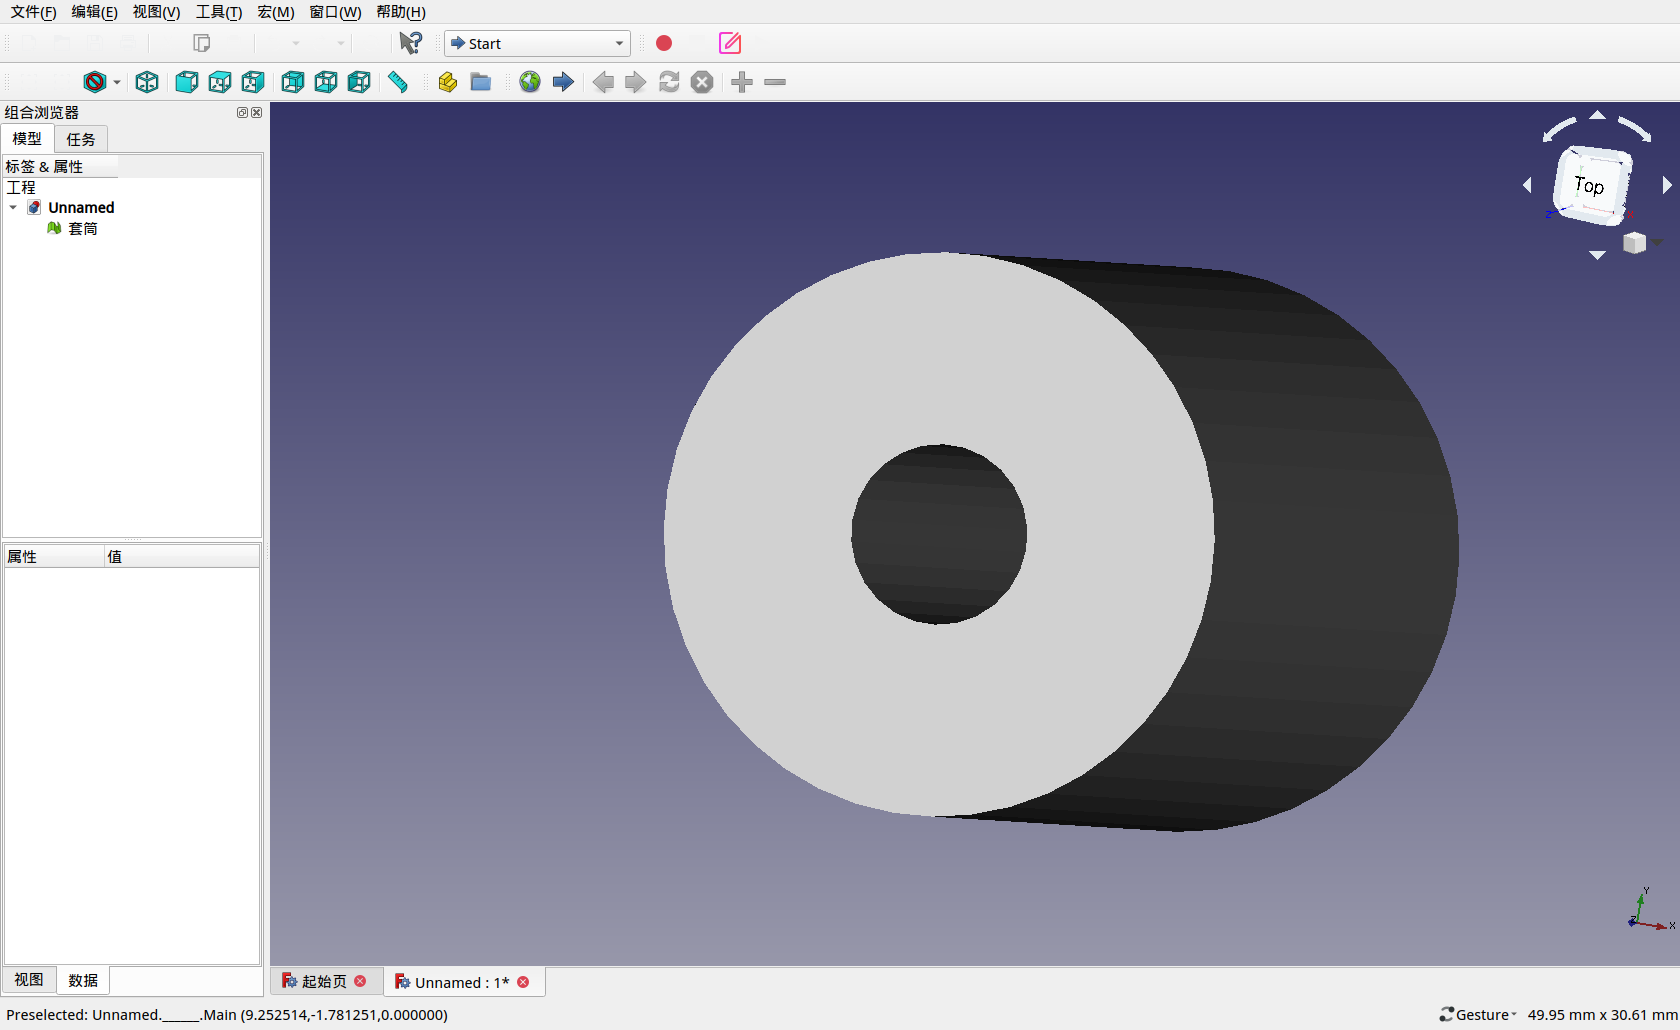 文件(F) 编辑(E) 视图(V) 工具(T) 宏(M) 窗口(W) 帮助(H)
Start
组合浏览器
模型 任务
标签 & 属性
工程
Unnamed
套筒
Top
Z X
属性 值
Y
Z X
视图 数据
起始页 Unnamed : 1*
Preselected: Unnamed.______.Main (9.252514,-1.781251,0.000000) Gesture 49.95 mm x 30.61 mm